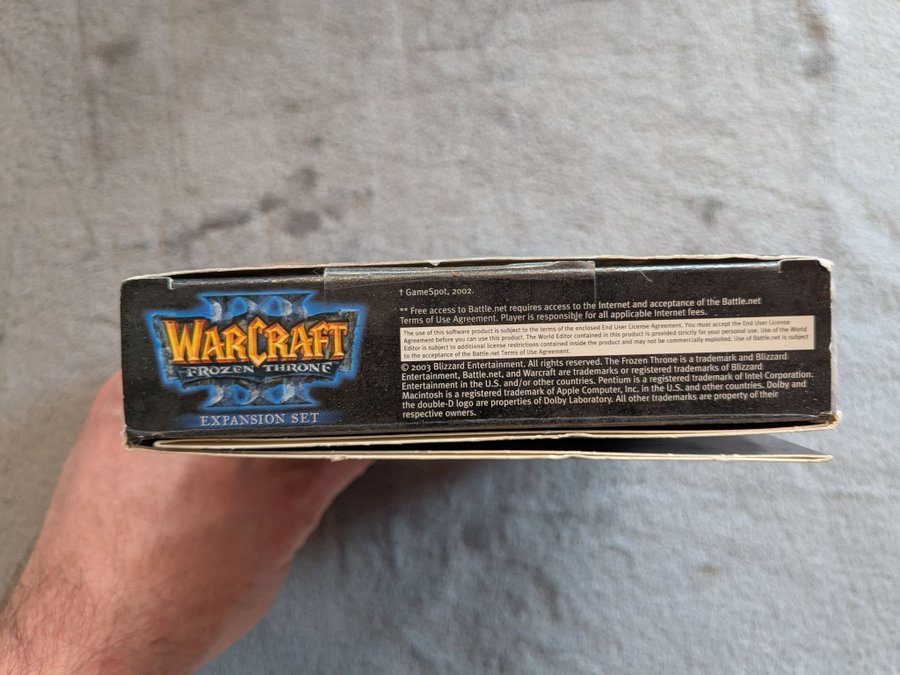 III
WARCRAFT
FROZEN THRONE
EXPANSION SET
† GameSpot, 2002.
** Free access to Battle.net requires access to the Internet and acceptance of the Battle.net
Terms of Use Agreement. Player is responsible for all applicable Internet fees.
The use of this software product is subject to the terms of the enclosed End User License Agreement. You must accept the End User License
Agreement before you can use this product. The World Editor contained in this product is provided strictly for your personal use. Use of the World
Editor is subject to additional license restrictions contained inside the product and may not be commercially exploited. Use of Battle.net is subject
to the acceptance of the Battle.net Terms of Use Agreement.
© 2003 Blizzard Entertainment. All rights reserved. The Frozen Throne is a trademark and Blizzard
Entertainment, Battle.net, and Warcraft are trademarks or registered trademarks of Blizzard
Entertainment in the U.S. and/or other countries. Pentium is a registered trademark of Intel Corporation.
Macintosh is a registered trademark of Apple Computer, Inc. in the U.S. and other countries. Dolby and
the double-D logo are properties of Dolby Laboratory. All other trademarks are property of their
respective owners.